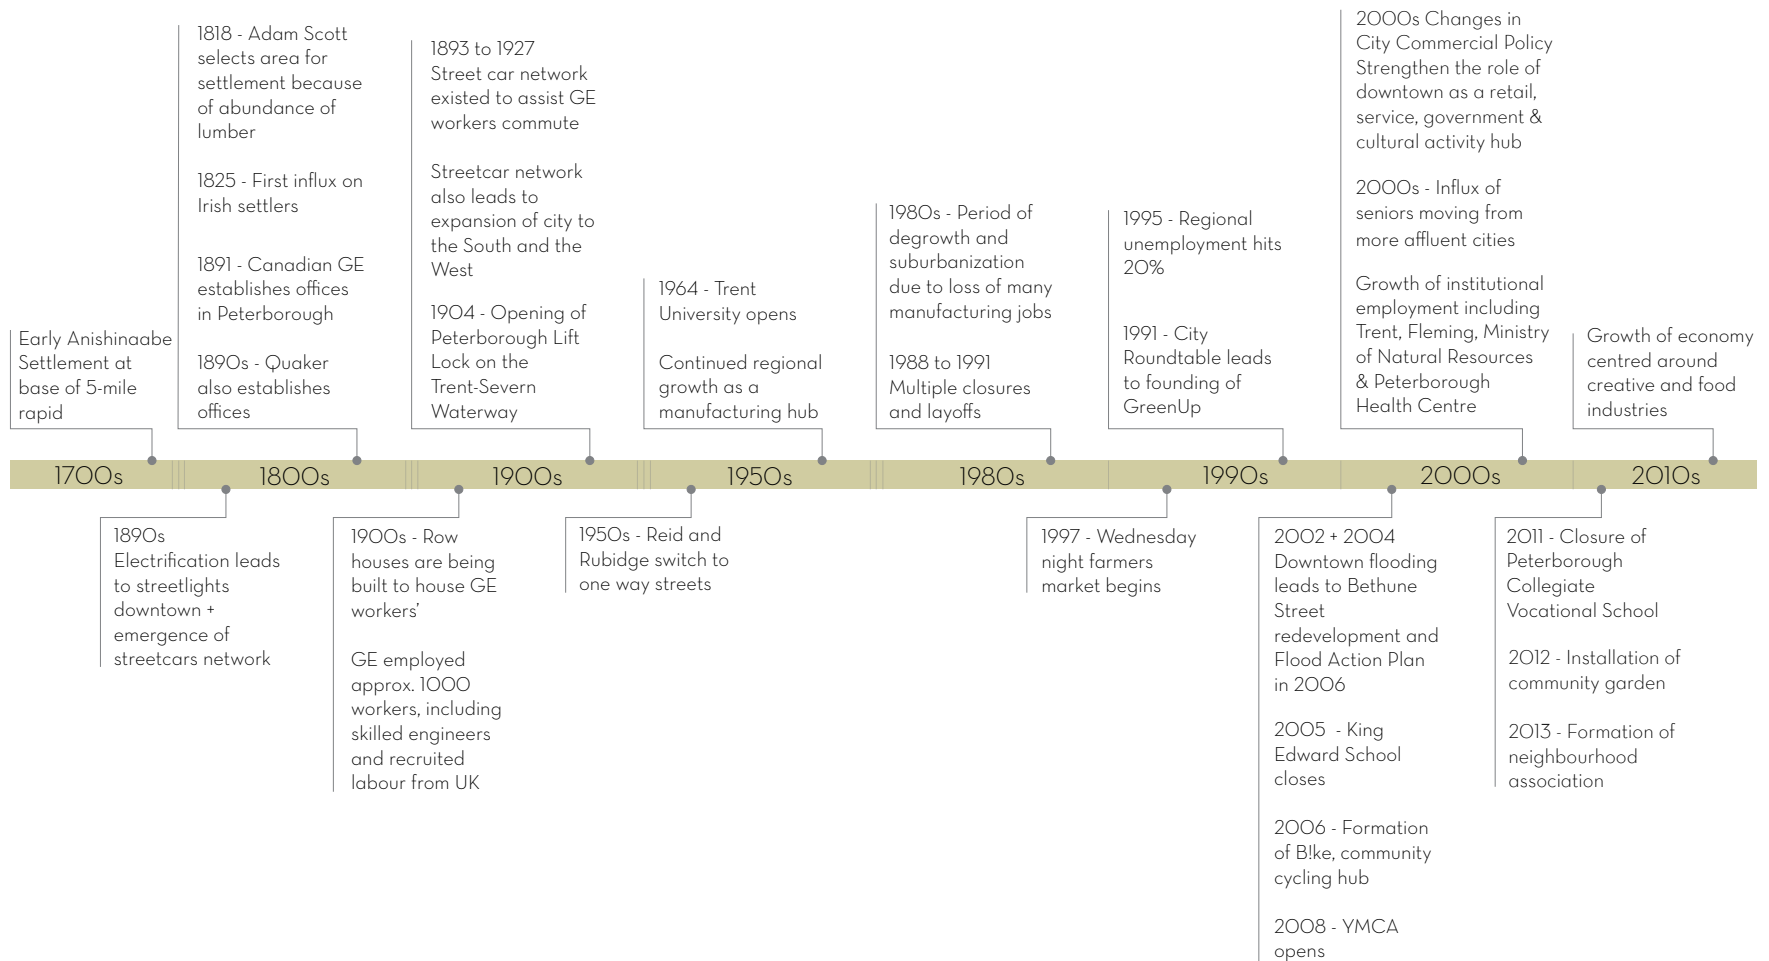 Early Anishinaabe
Settlement at
base of 5-mile
rapid
1818 - Adam Scott
selects area for
settlement because
of abundance of
lumber
1825 - First influx on
Irish settlers
1891 - Canadian GE
establishes offices
in Peterborough
1890s - Quaker
also establishes
offices
1893 to 1927
Street car network
existed to assist GE
workers commute
Streetcar network
also leads to
expansion of city to
the South and the
West
1904 - Opening of
Peterborough Lift
Lock on the
Trent-Severn
Waterway
1964 - Trent
University opens
Continued regional
growth as a
manufacturing hub
1980s - Period of
degrowth and
suburbanization
due to loss of many
manufacturing jobs
1988 to 1991
Multiple closures
and layoffs
1995 - Regional
unemployment hits
20%
1991 - City
Roundtable leads
to founding of
GreenUp
2000s Changes in
City Commercial Policy
Strengthen the role of
downtown as a retail,
service, government &
cultural activity hub
2000s - Influx of
seniors moving from
more affluent cities
Growth of institutional
employment including
Trent, Fleming, Ministry
of Natural Resources
& Peterborough
Health Centre
Growth of economy
centred around
creative and food
industries
1700s
1800s
1900s
1950s
1980s
1990s
2000s
2010s
1890s
Electrification leads
to streetlights
downtown +
emergence of
streetcars network
1900s - Row
houses are being
built to house GE
workers'
GE employed
approx. 1000
workers, including
skilled engineers
and recruited
labour from UK
1950s - Reid and
Rubidge switch to
one way streets
1997 - Wednesday
night farmers
market begins
2002 + 2004
Downtown flooding
leads to Bethune
Street
redevelopment and
Flood Action Plan
in 2006
2005 - King
Edward School
closes
2006 - Formation
of B!ke, community
cycling hub
2008 - YMCA
opens
2011 - Closure of
Peterborough
Collegiate
Vocational School
2012 - Installation of
community garden
2013 - Formation of
neighbourhood
association